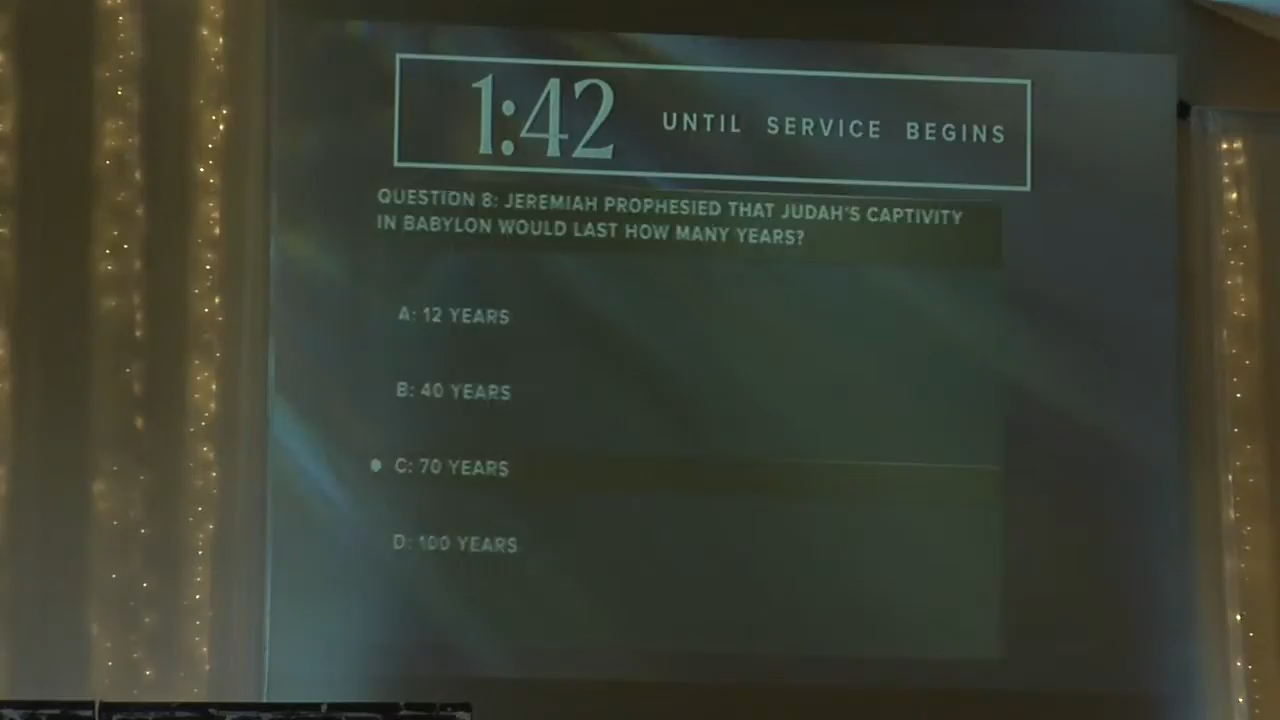 1:42 UNTIL SERVICE BEGINS
QUESTION 8: JEREMIAH PROPHESIED THAT JUDAH'S CAPTIVITY
IN BABYLON WOULD LAST HOW MANY YEARS?
A: 12 YEARS
B: 40 YEARS
C: 70 YEARS
D: 100 YEARS